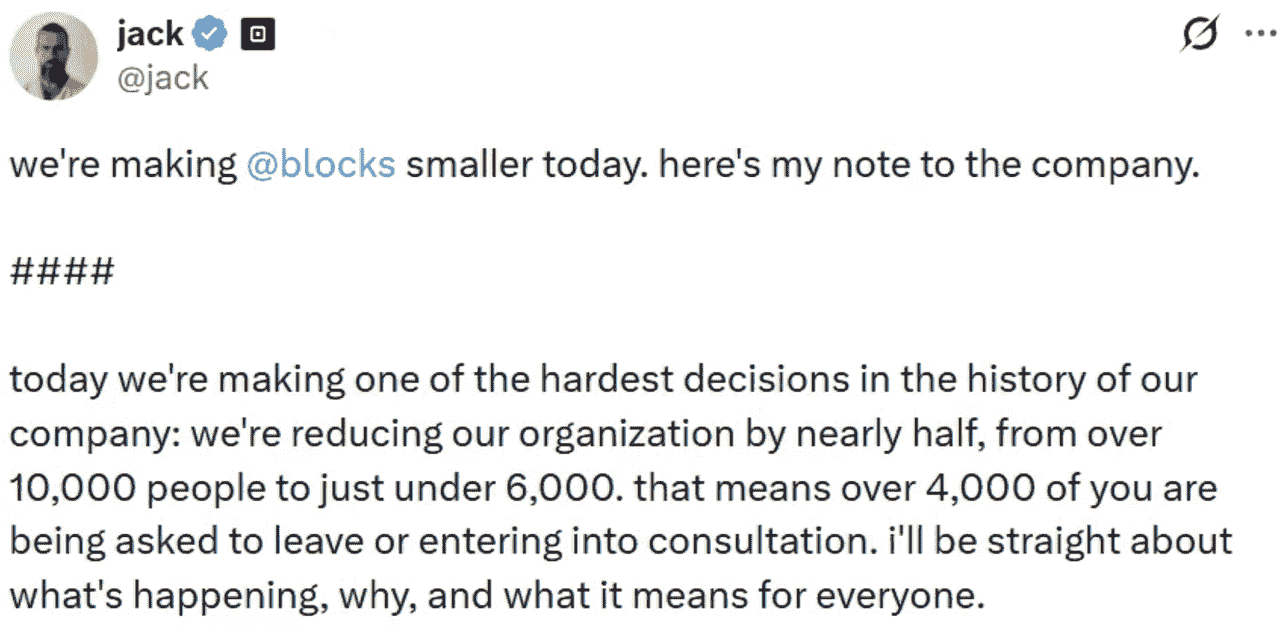 jack
@jack
we're making @blocks smaller today. here's my note to the company.
####
today we're making one of the hardest decisions in the history of our
company: we're reducing our organization by nearly half, from over
10,000 people to just under 6,000. that means over 4,000 of you are
being asked to leave or entering into consultation. i'll be straight about
what's happening, why, and what it means for everyone.